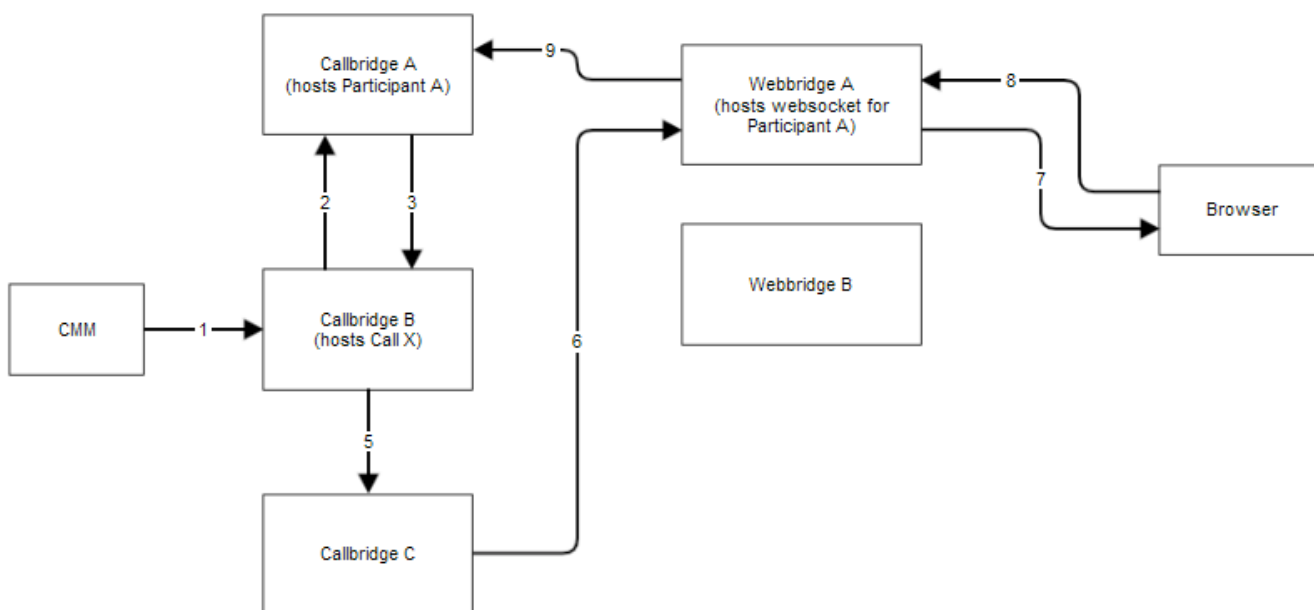 Callbridge A
(hosts Participant A)
9
Webbridge A
(hosts websocket for
Participant A)
8
7
Browser
2
3
Webbridge B
CMM
1
Callbridge B
(hosts Call X)
6
5
Callbridge C